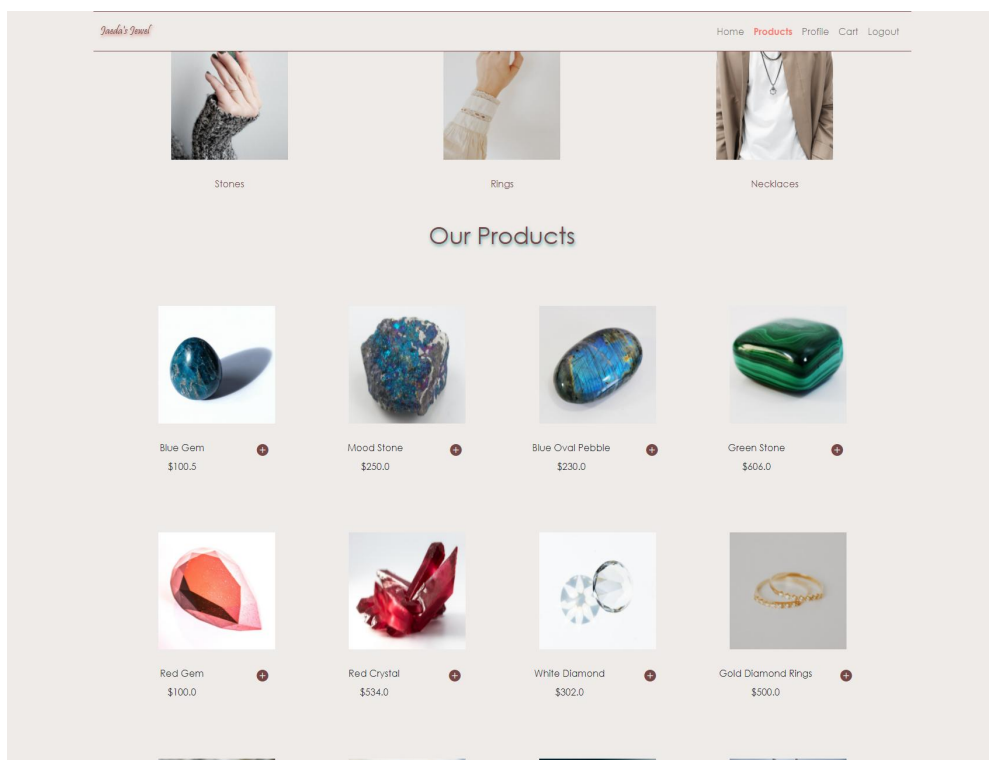 Jaeda's Jewel
Home Products Profile Cart Logout
Stones Rings Necklaces
Our Products
Blue Gem Mood Stone Blue Oval Pebble Green Stone
$100.5 $250.0 $230.0 $606.0
Red Gem Red Crystal White Diamond Gold Diamond Rings
$100.0 $534.0 $302.0 $500.0